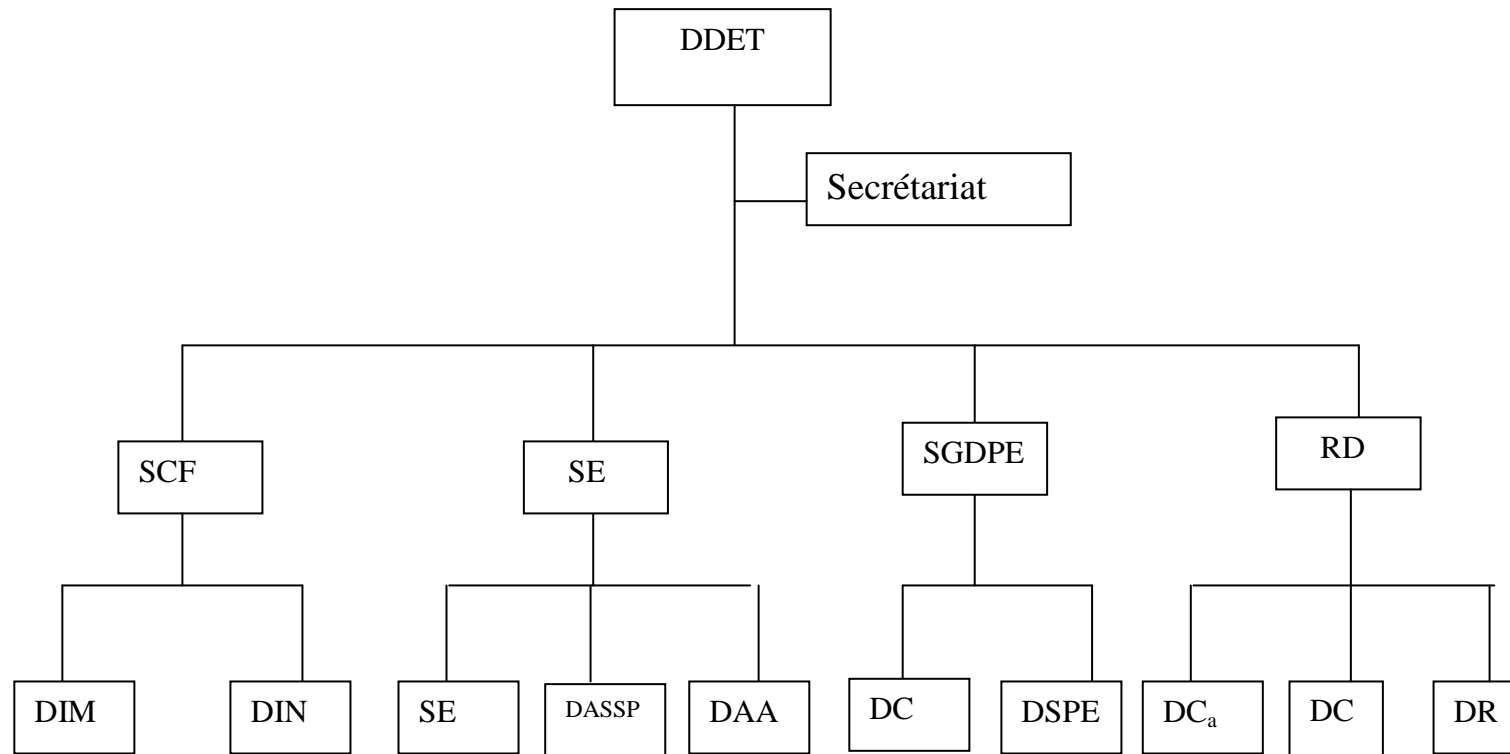 DDET
Secrétariat
SCF
SE
SGDPE
RD
DIM
DIN
SE
DASSP
DAA
DC
DSPE
DCa
DC
DR